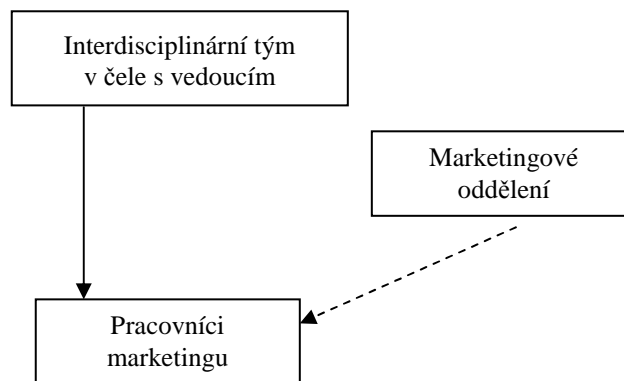 Interdisciplinární tým
v čele s vedoucím
Marketingové
oddělení
Pracovníci
marketingu